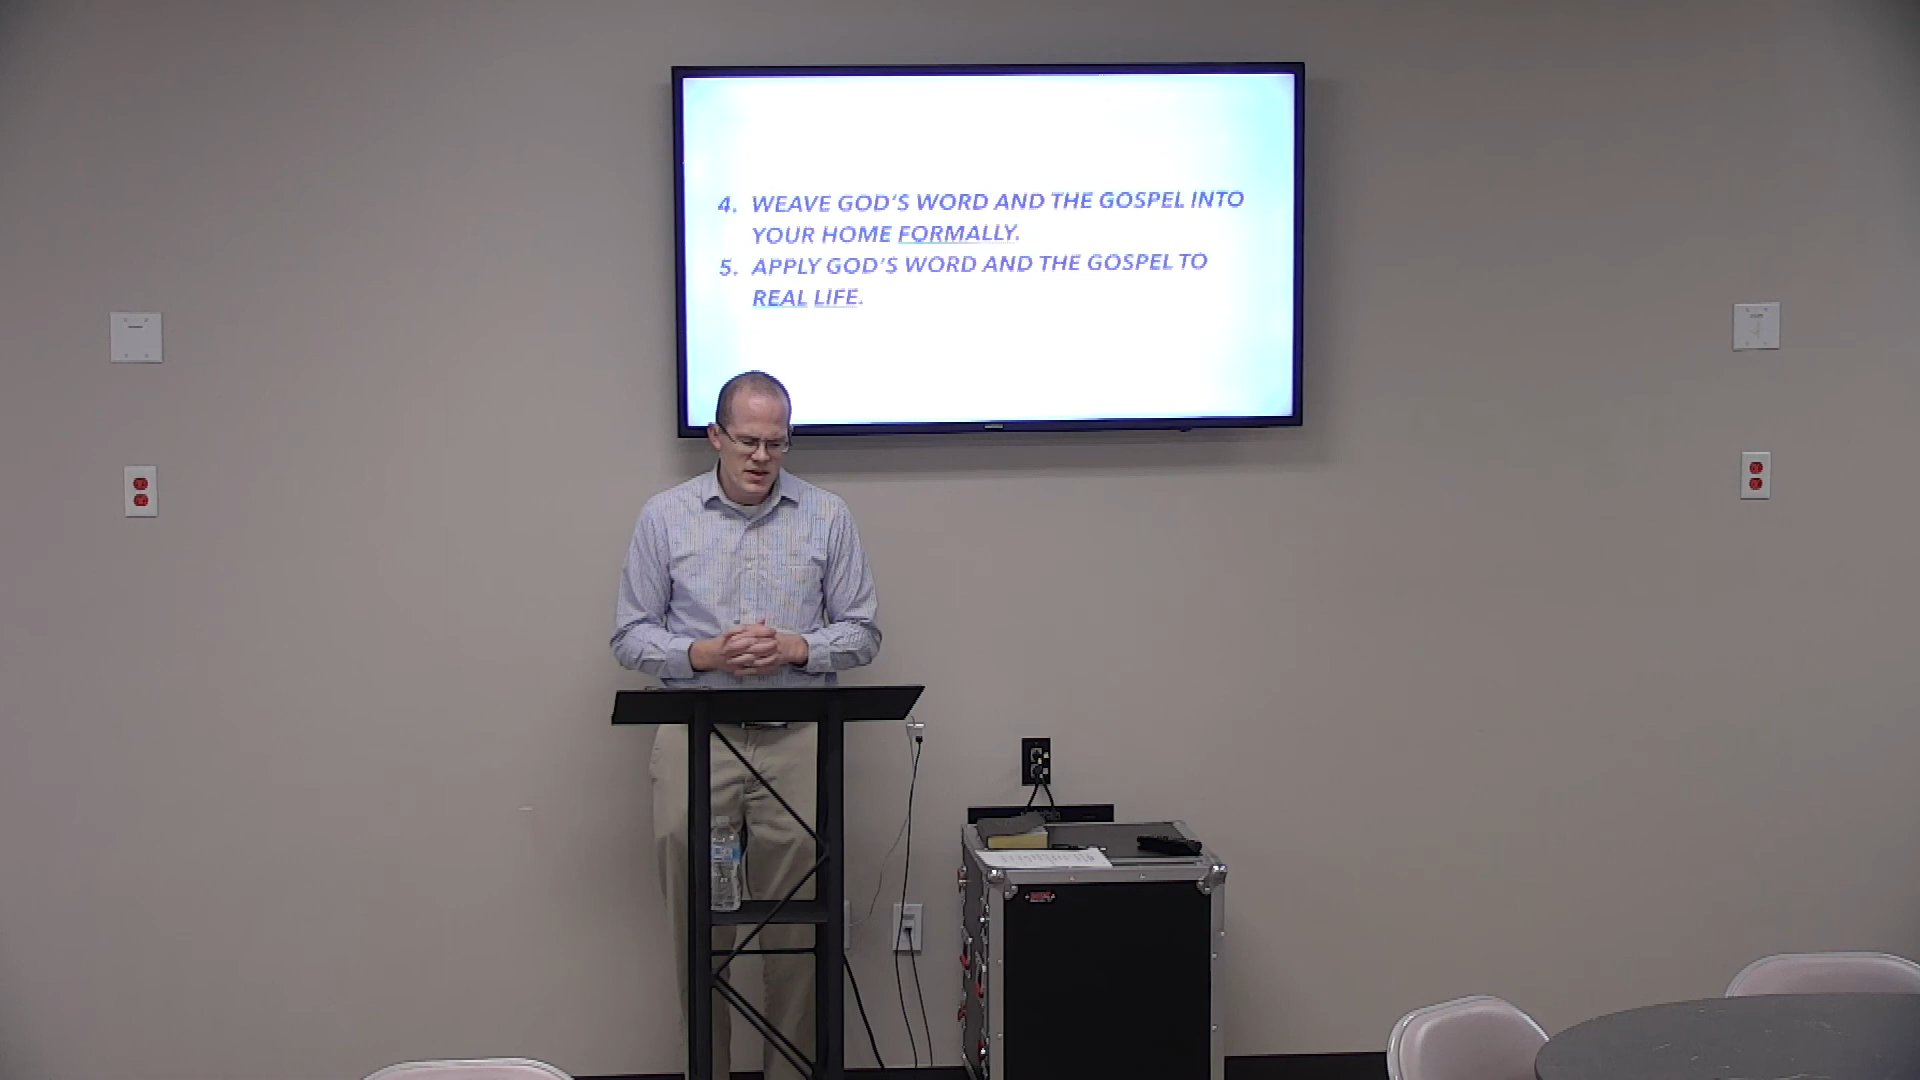 4. WEAVE GOD'S WORD AND THE GOSPEL INTO
YOUR HOME FORMALLY.
5. APPLY GOD'S WORD AND THE GOSPEL TO
REAL LIFE.